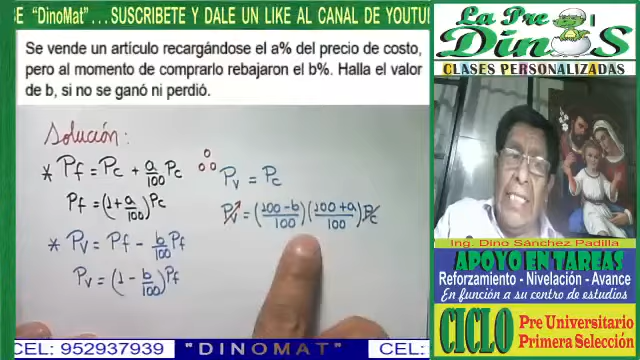 E "DinoMat"...SUSCRIBETE Y DALE UN LIKE AL CANAL DE YOUTUB
Se vende un artículo recargándose el a% del precio de costo,
pero al momento de comprarlo rebajaron el b%. Halla el valor
de b, si no se ganó ni perdió.
Solución:
* Pf = Pc + a/100 Pc
Pf = (1 + a/100) Pc
* Pv = Pf - b/100 Pf
Pv = (1 - b/100) Pf
∴ Pv = Pc
Pv = (100-b/100)(100+a/100) Pc
La Pre
DinoS
CLASES PERSONALIZADAS
Ing. Dino Sánchez Padilla
APOYO EN TAREAS
Reforzamiento - Nivelación - Avance
En función a su centro de estudios
CICLO Pre Universitario
Primera Selección
CEL: 952937939 "DINOMAT" CEL: